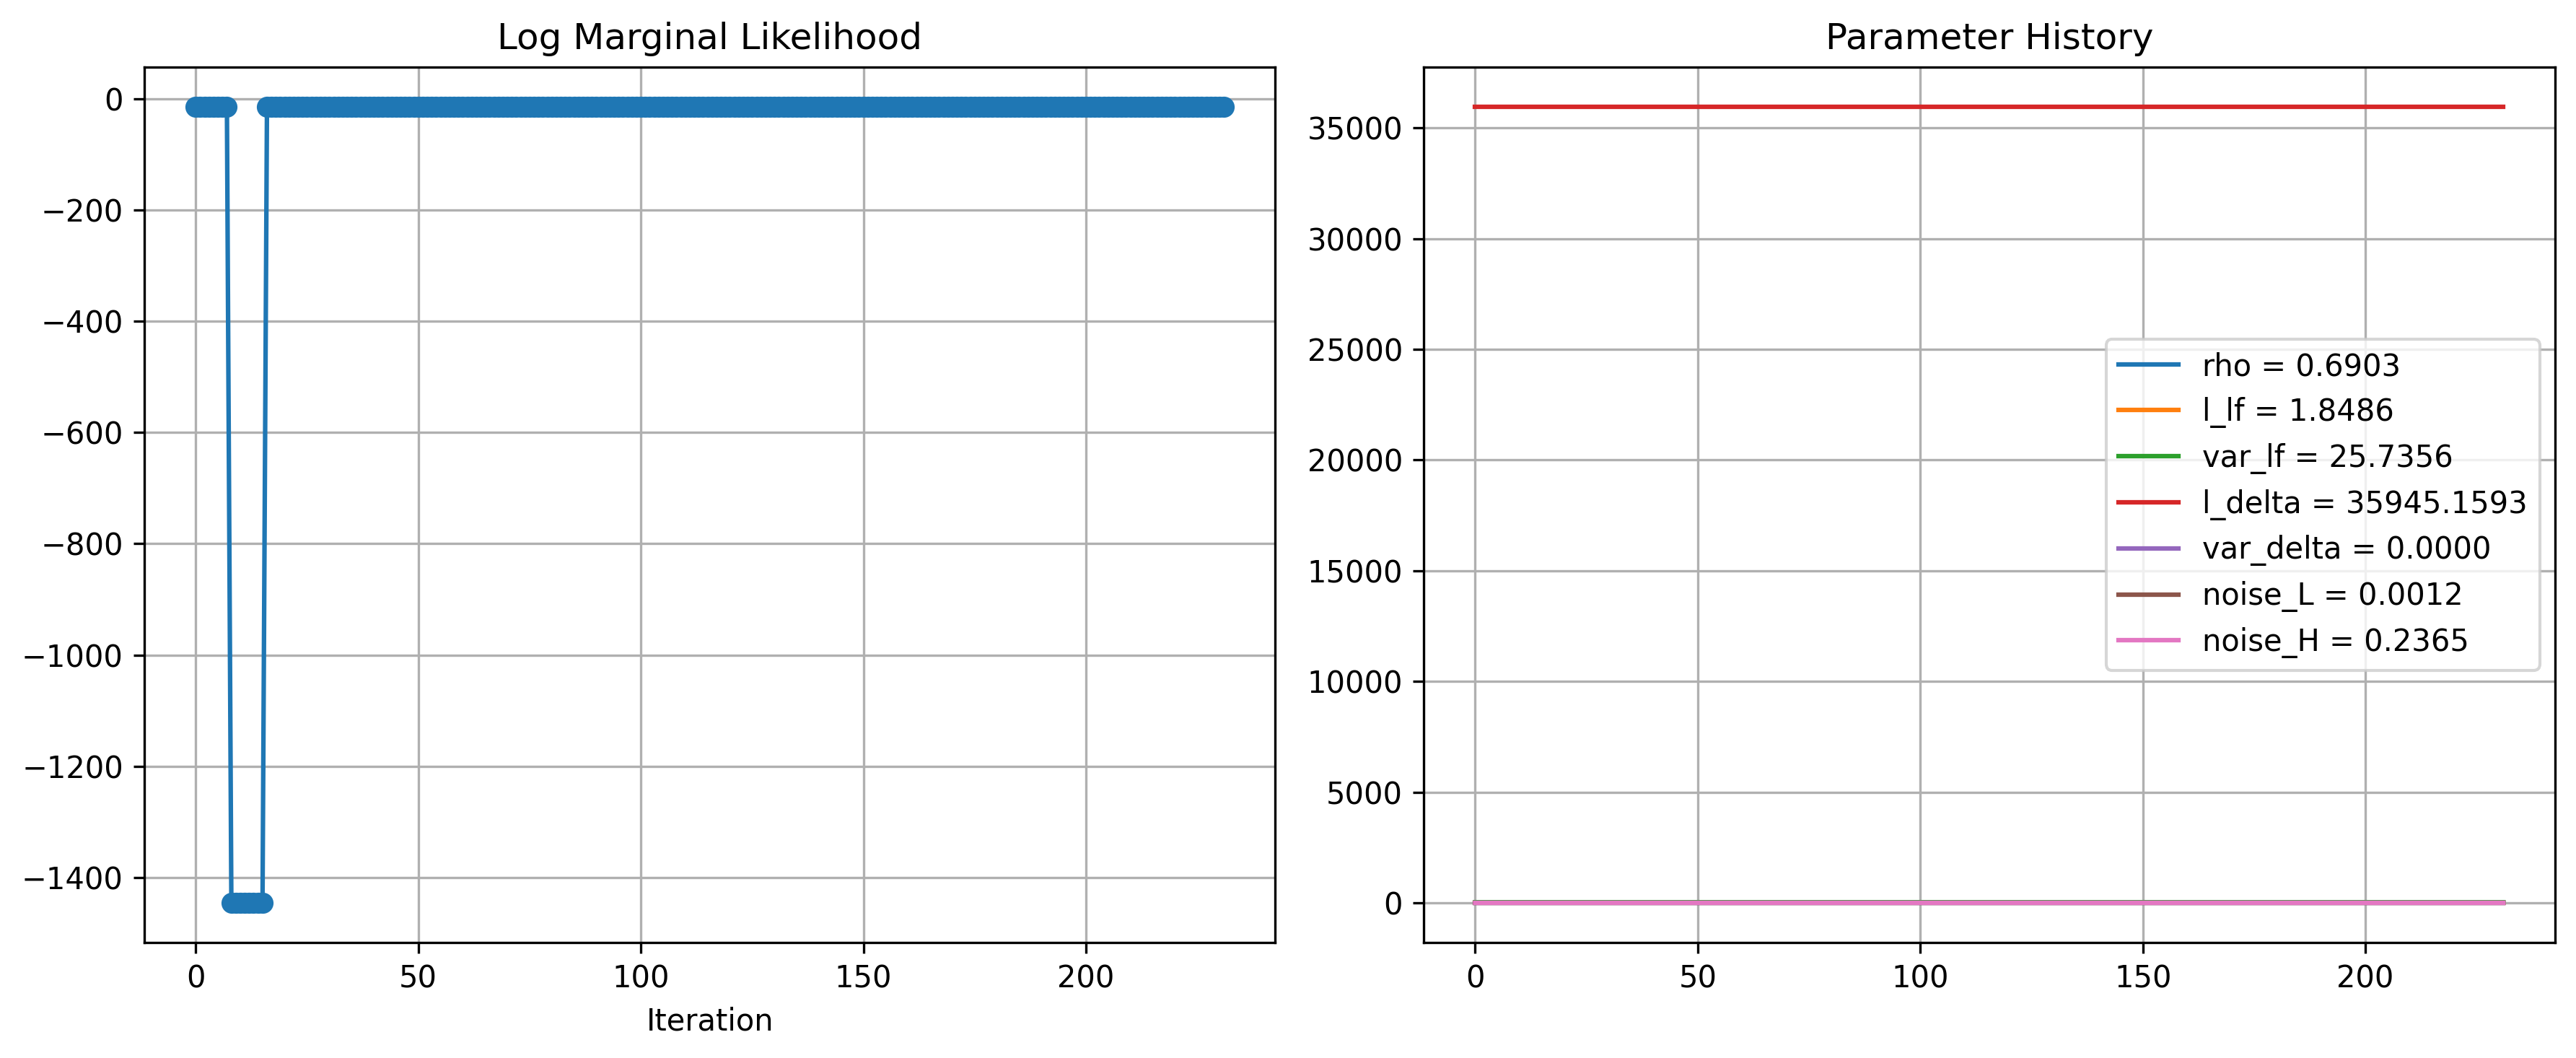 Log Marginal Likelihood
0
−200
−400
−600
−800
−1000
−1200
−1400
0 50 100 150 200
Iteration
Parameter History
35000
30000
25000
20000
15000
10000
5000
0
rho = 0.6903
l_lf = 1.8486
var_lf = 25.7356
l_delta = 35945.1593
var_delta = 0.0000
noise_L = 0.0012
noise_H = 0.2365
0 50 100 150 200